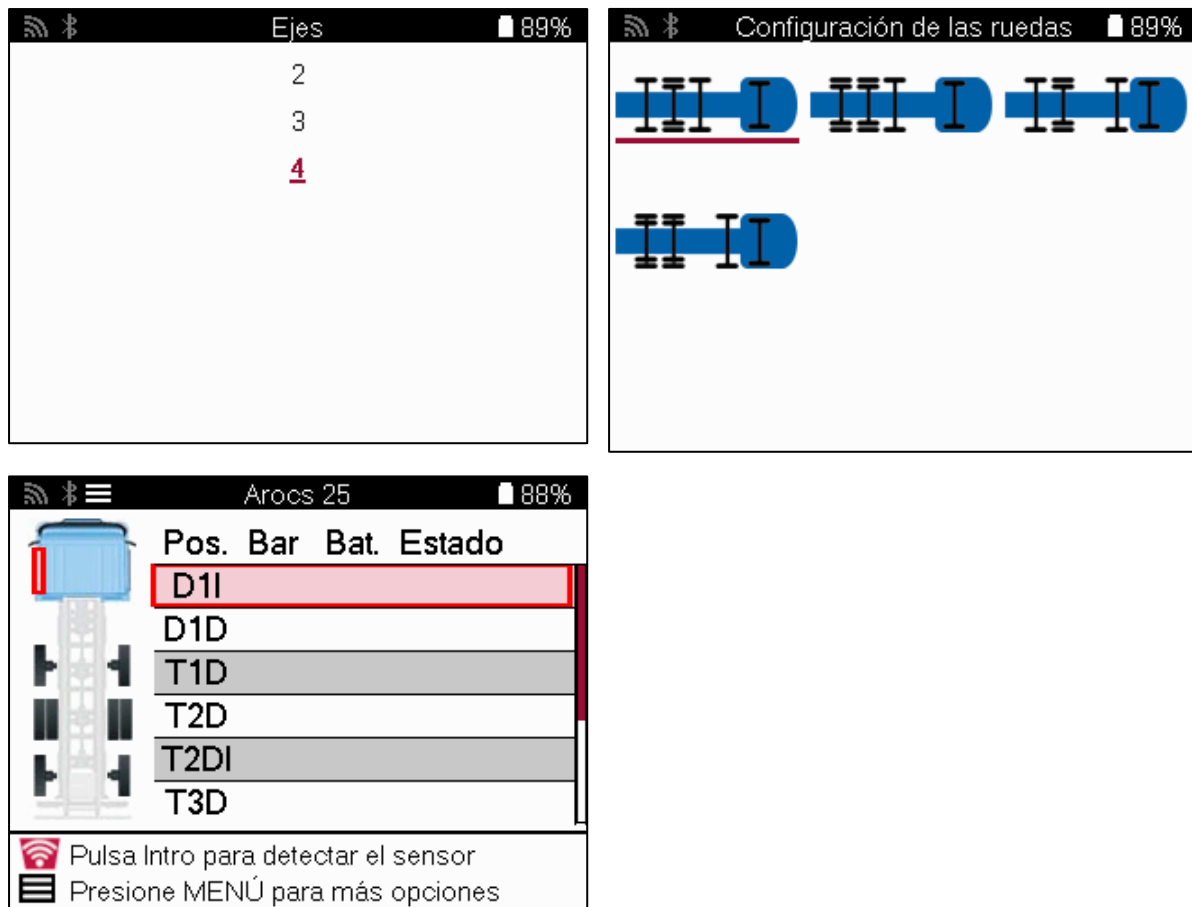 Ejes 89%
2
3
4
Configuración de las ruedas 89%
Arocs 25 88%
Pos. Bar Bat. Estado
D1I
D1D
T1D
T2D
T2DI
T3D
Pulsa Intro para detectar el sensor
Presione MENÚ para más opciones